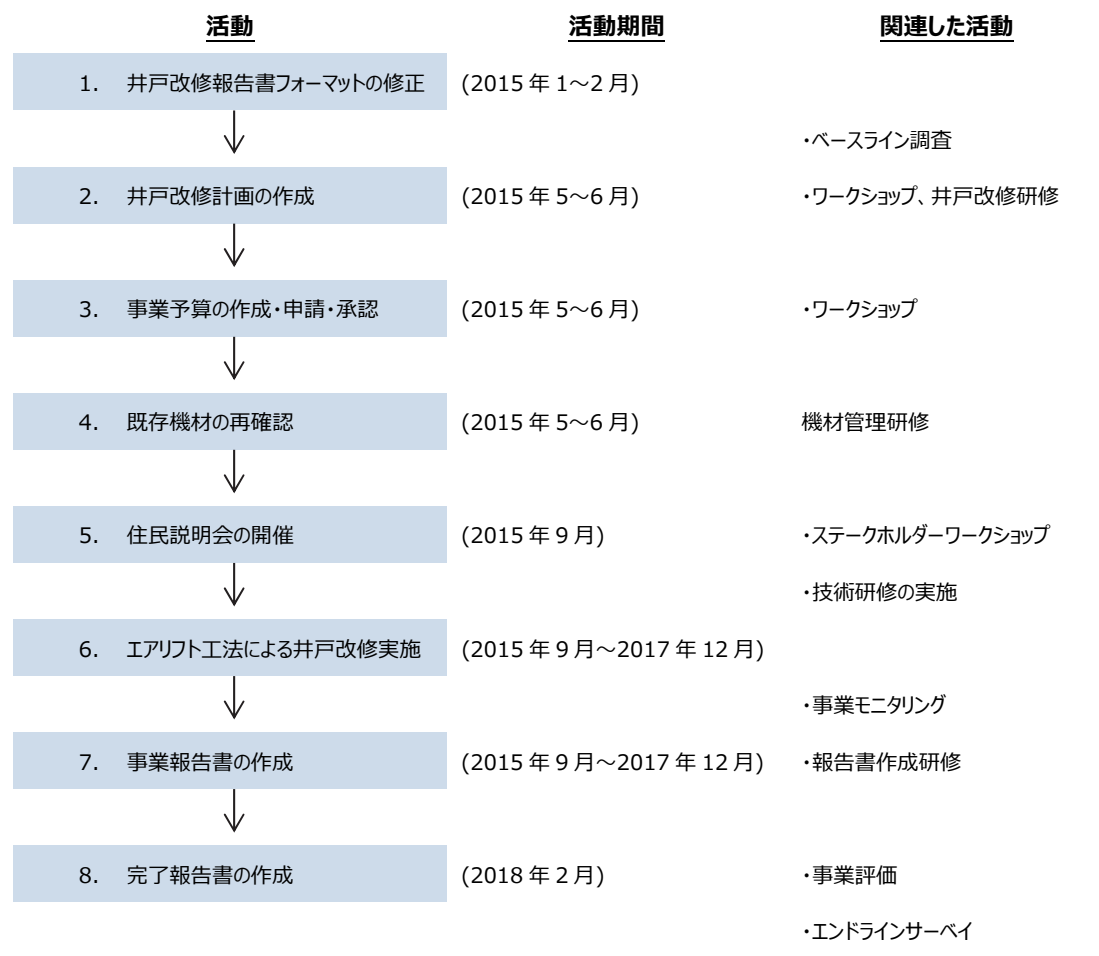 活動 活動期間 関連した活動
1. 井戸改修報告書フォーマットの修正 (2015 年 1～2 月)
・ベースライン調査
2. 井戸改修計画の作成 (2015 年 5～6 月) ・ワークショップ、井戸改修研修
3. 事業予算の作成・申請・承認 (2015 年 5～6 月) ・ワークショップ
4. 既存機材の再確認 (2015 年 5～6 月) 機材管理研修
5. 住民説明会の開催 (2015 年 9 月) ・ステークホルダーワークショップ
・技術研修の実施
6. エアリフト工法による井戸改修実施 (2015 年 9 月～2017 年 12 月)
・事業モニタリング
7. 事業報告書の作成 (2015 年 9 月～2017 年 12 月) ・報告書作成研修
8. 完了報告書の作成 (2018 年 2 月) ・事業評価
・エンドラインサーベイ